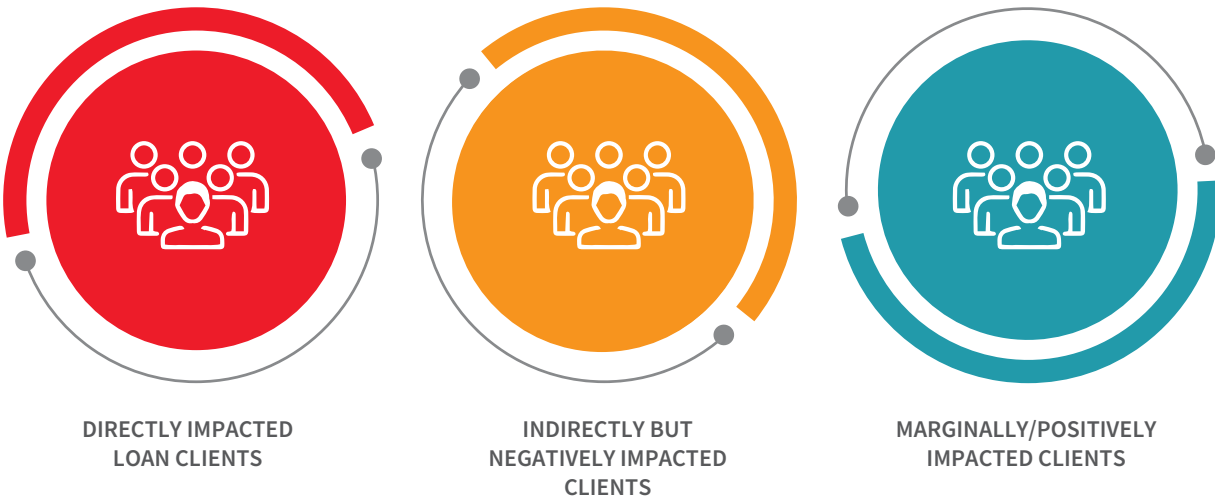 DIRECTLY IMPACTED
LOAN CLIENTS
INDIRECTLY BUT
NEGATIVELY IMPACTED
CLIENTS
MARGINALLY/POSITIVELY
IMPACTED CLIENTS